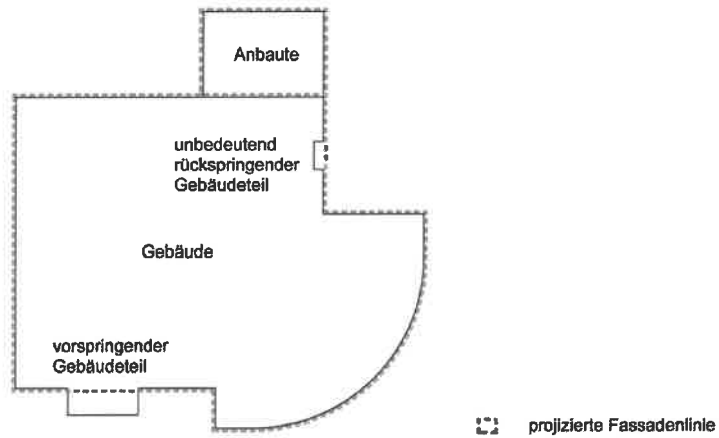 Anbaute
unbedeutend
rückspringender
Gebäudeteil
Gebäude
vorspringender
Gebäudeteil
projizierte Fassadenlinie